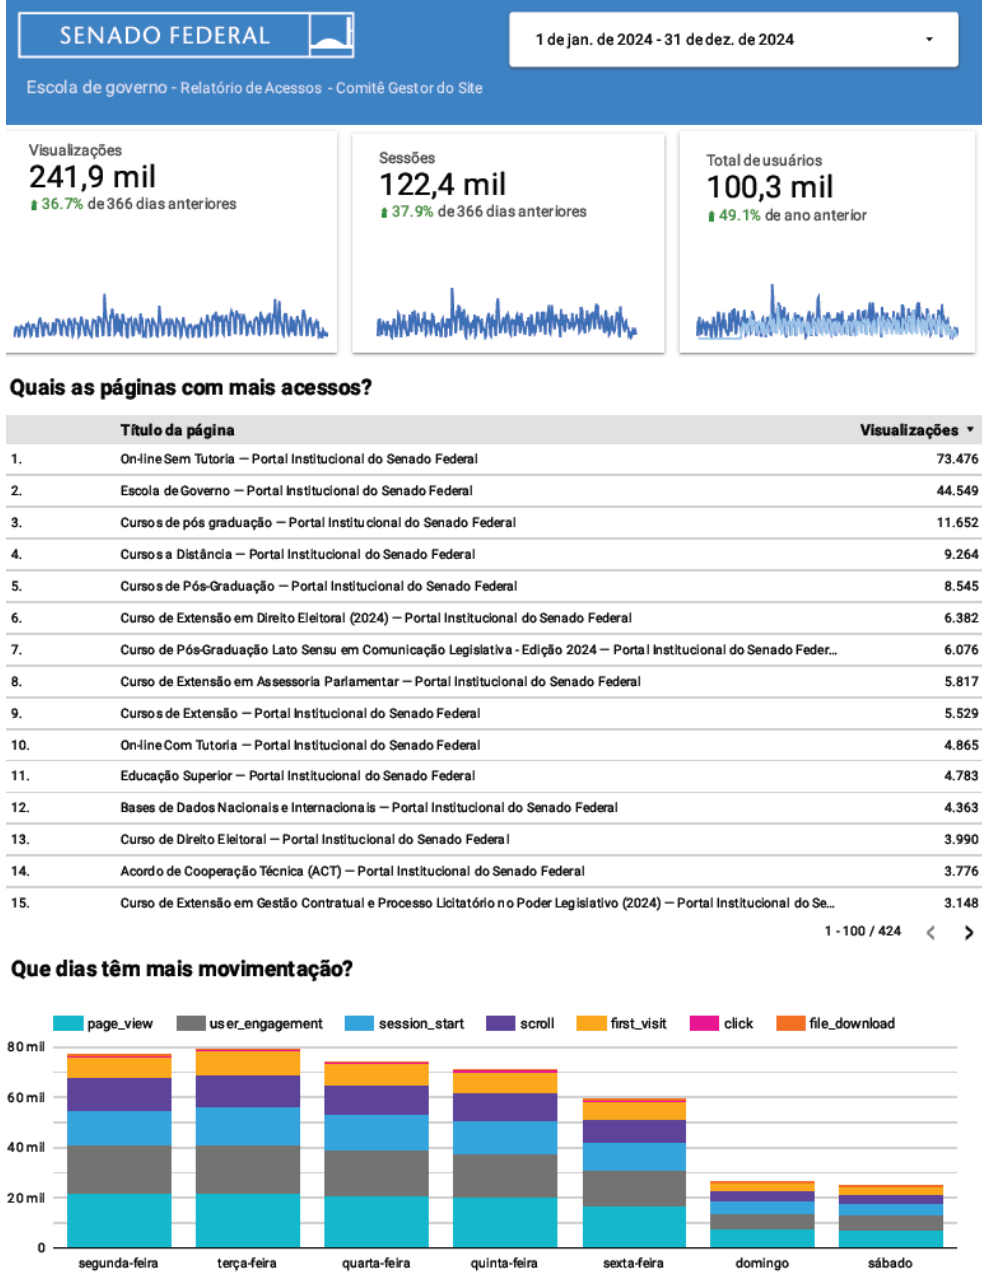 SENADO FEDERAL
1 de jan. de 2024 - 31 de dez. de 2024
Escola de governo - Relatório de Acessos - Comitê Gestor do Site
Visualizações
241,9 mil
36.7% de 366 dias anteriores
Sessões
122,4 mil
37.9% de 366 dias anteriores
Total de usuários
100,3 mil
49.1% de ano anterior
Quais as páginas com mais acessos?
Título da página Visualizações
1. On-line Sem Tutoria — Portal Institucional do Senado Federal 73.476
2. Escola de Governo — Portal Institucional do Senado Federal 44.549
3. Cursos de pós graduação — Portal Institucional do Senado Federal 11.652
4. Cursos a Distância — Portal Institucional do Senado Federal 9.264
5. Cursos de Pós-Graduação — Portal Institucional do Senado Federal 8.545
6. Curso de Extensão em Direito Eleitoral (2024) — Portal Institucional do Senado Federal 6.382
7. Curso de Pós-Graduação Lato Sensu em Comunicação Legislativa - Edição 2024 — Portal Institucional do Senado Feder... 6.076
8. Curso de Extensão em Assessoria Parlamentar — Portal Institucional do Senado Federal 5.817
9. Cursos de Extensão — Portal Institucional do Senado Federal 5.529
10. On-line Com Tutoria — Portal Institucional do Senado Federal 4.865
11. Educação Superior — Portal Institucional do Senado Federal 4.783
12. Bases de Dados Nacionais e Internacionais — Portal Institucional do Senado Federal 4.363
13. Curso de Direito Eleitoral — Portal Institucional do Senado Federal 3.990
14. Acordo de Cooperação Técnica (ACT) — Portal Institucional do Senado Federal 3.776
15. Curso de Extensão em Gestão Contratual e Processo Licitatório no Poder Legislativo (2024) — Portal Institucional do Se... 3.148
1 - 100 / 424
Que dias têm mais movimentação?
page_view user_engagement session_start scroll first_visit click file_download
80 mil
60 mil
40 mil
20 mil
0
segunda-feira terça-feira quarta-feira quinta-feira sexta-feira domingo sábado